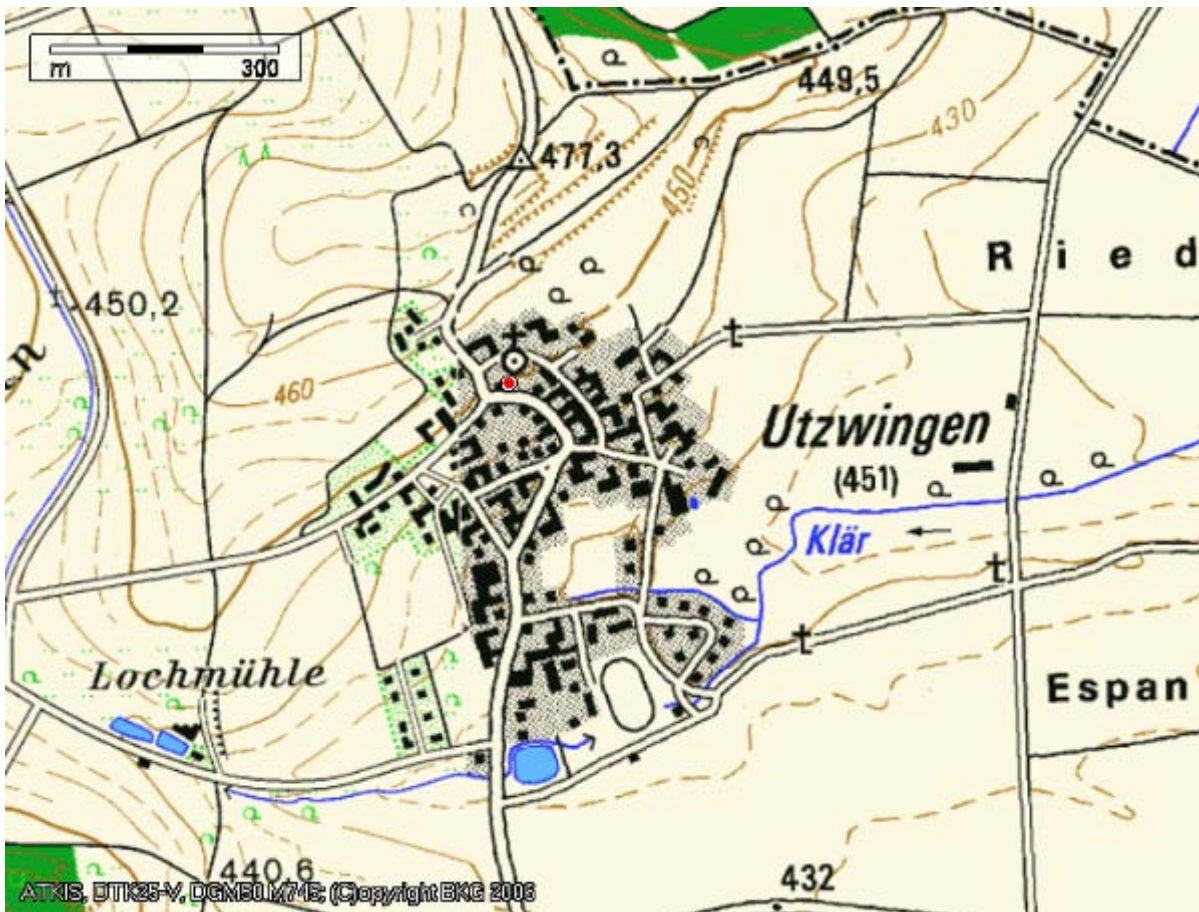 m 300
449,5
430
477,3
450
R i e d
450,2
460
Utzwingen
(451)
Klär
Lochmühle
Espan
440,6
432
ATKIS, DTK25-V, DGM50 M745, (C)opyright BKG 2006